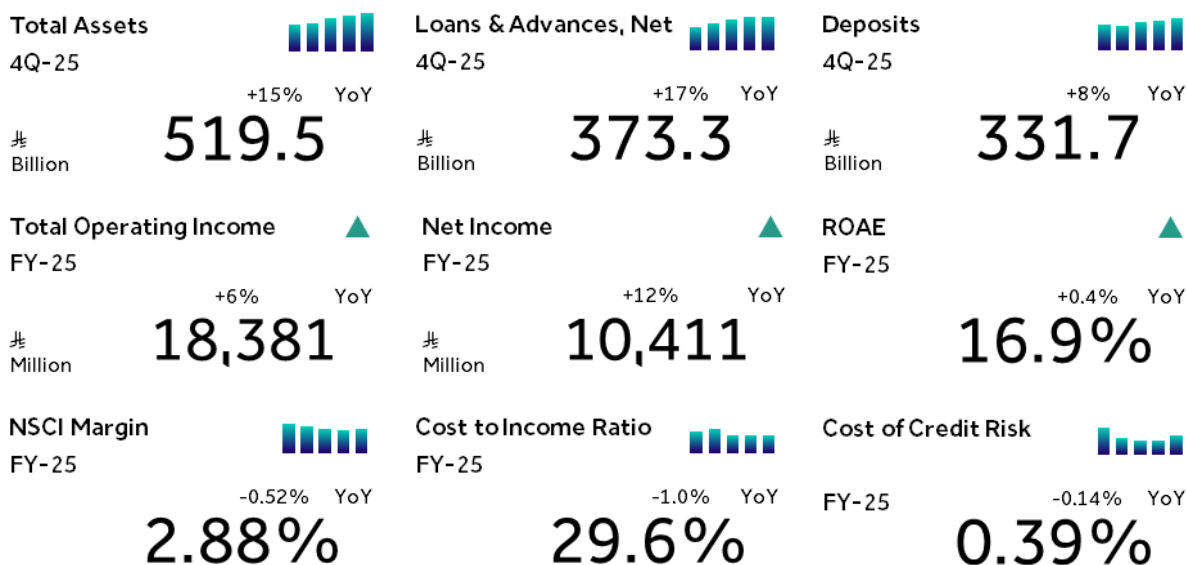 Total Assets
4Q-25
+15% YoY
519.5
Billion
Loans & Advances, Net
4Q-25
+17% YoY
373.3
Billion
Deposits
4Q-25
+8% YoY
331.7
Billion
Total Operating Income
FY-25
+6% YoY
18,381
Million
Net Income
FY-25
+12% YoY
10,411
Million
ROAE
FY-25
+0.4% YoY
16.9%
NSCI Margin
FY-25
-0.52% YoY
2.88%
Cost to Income Ratio
FY-25
-1.0% YoY
29.6%
Cost of Credit Risk
FY-25
-0.14% YoY
0.39%